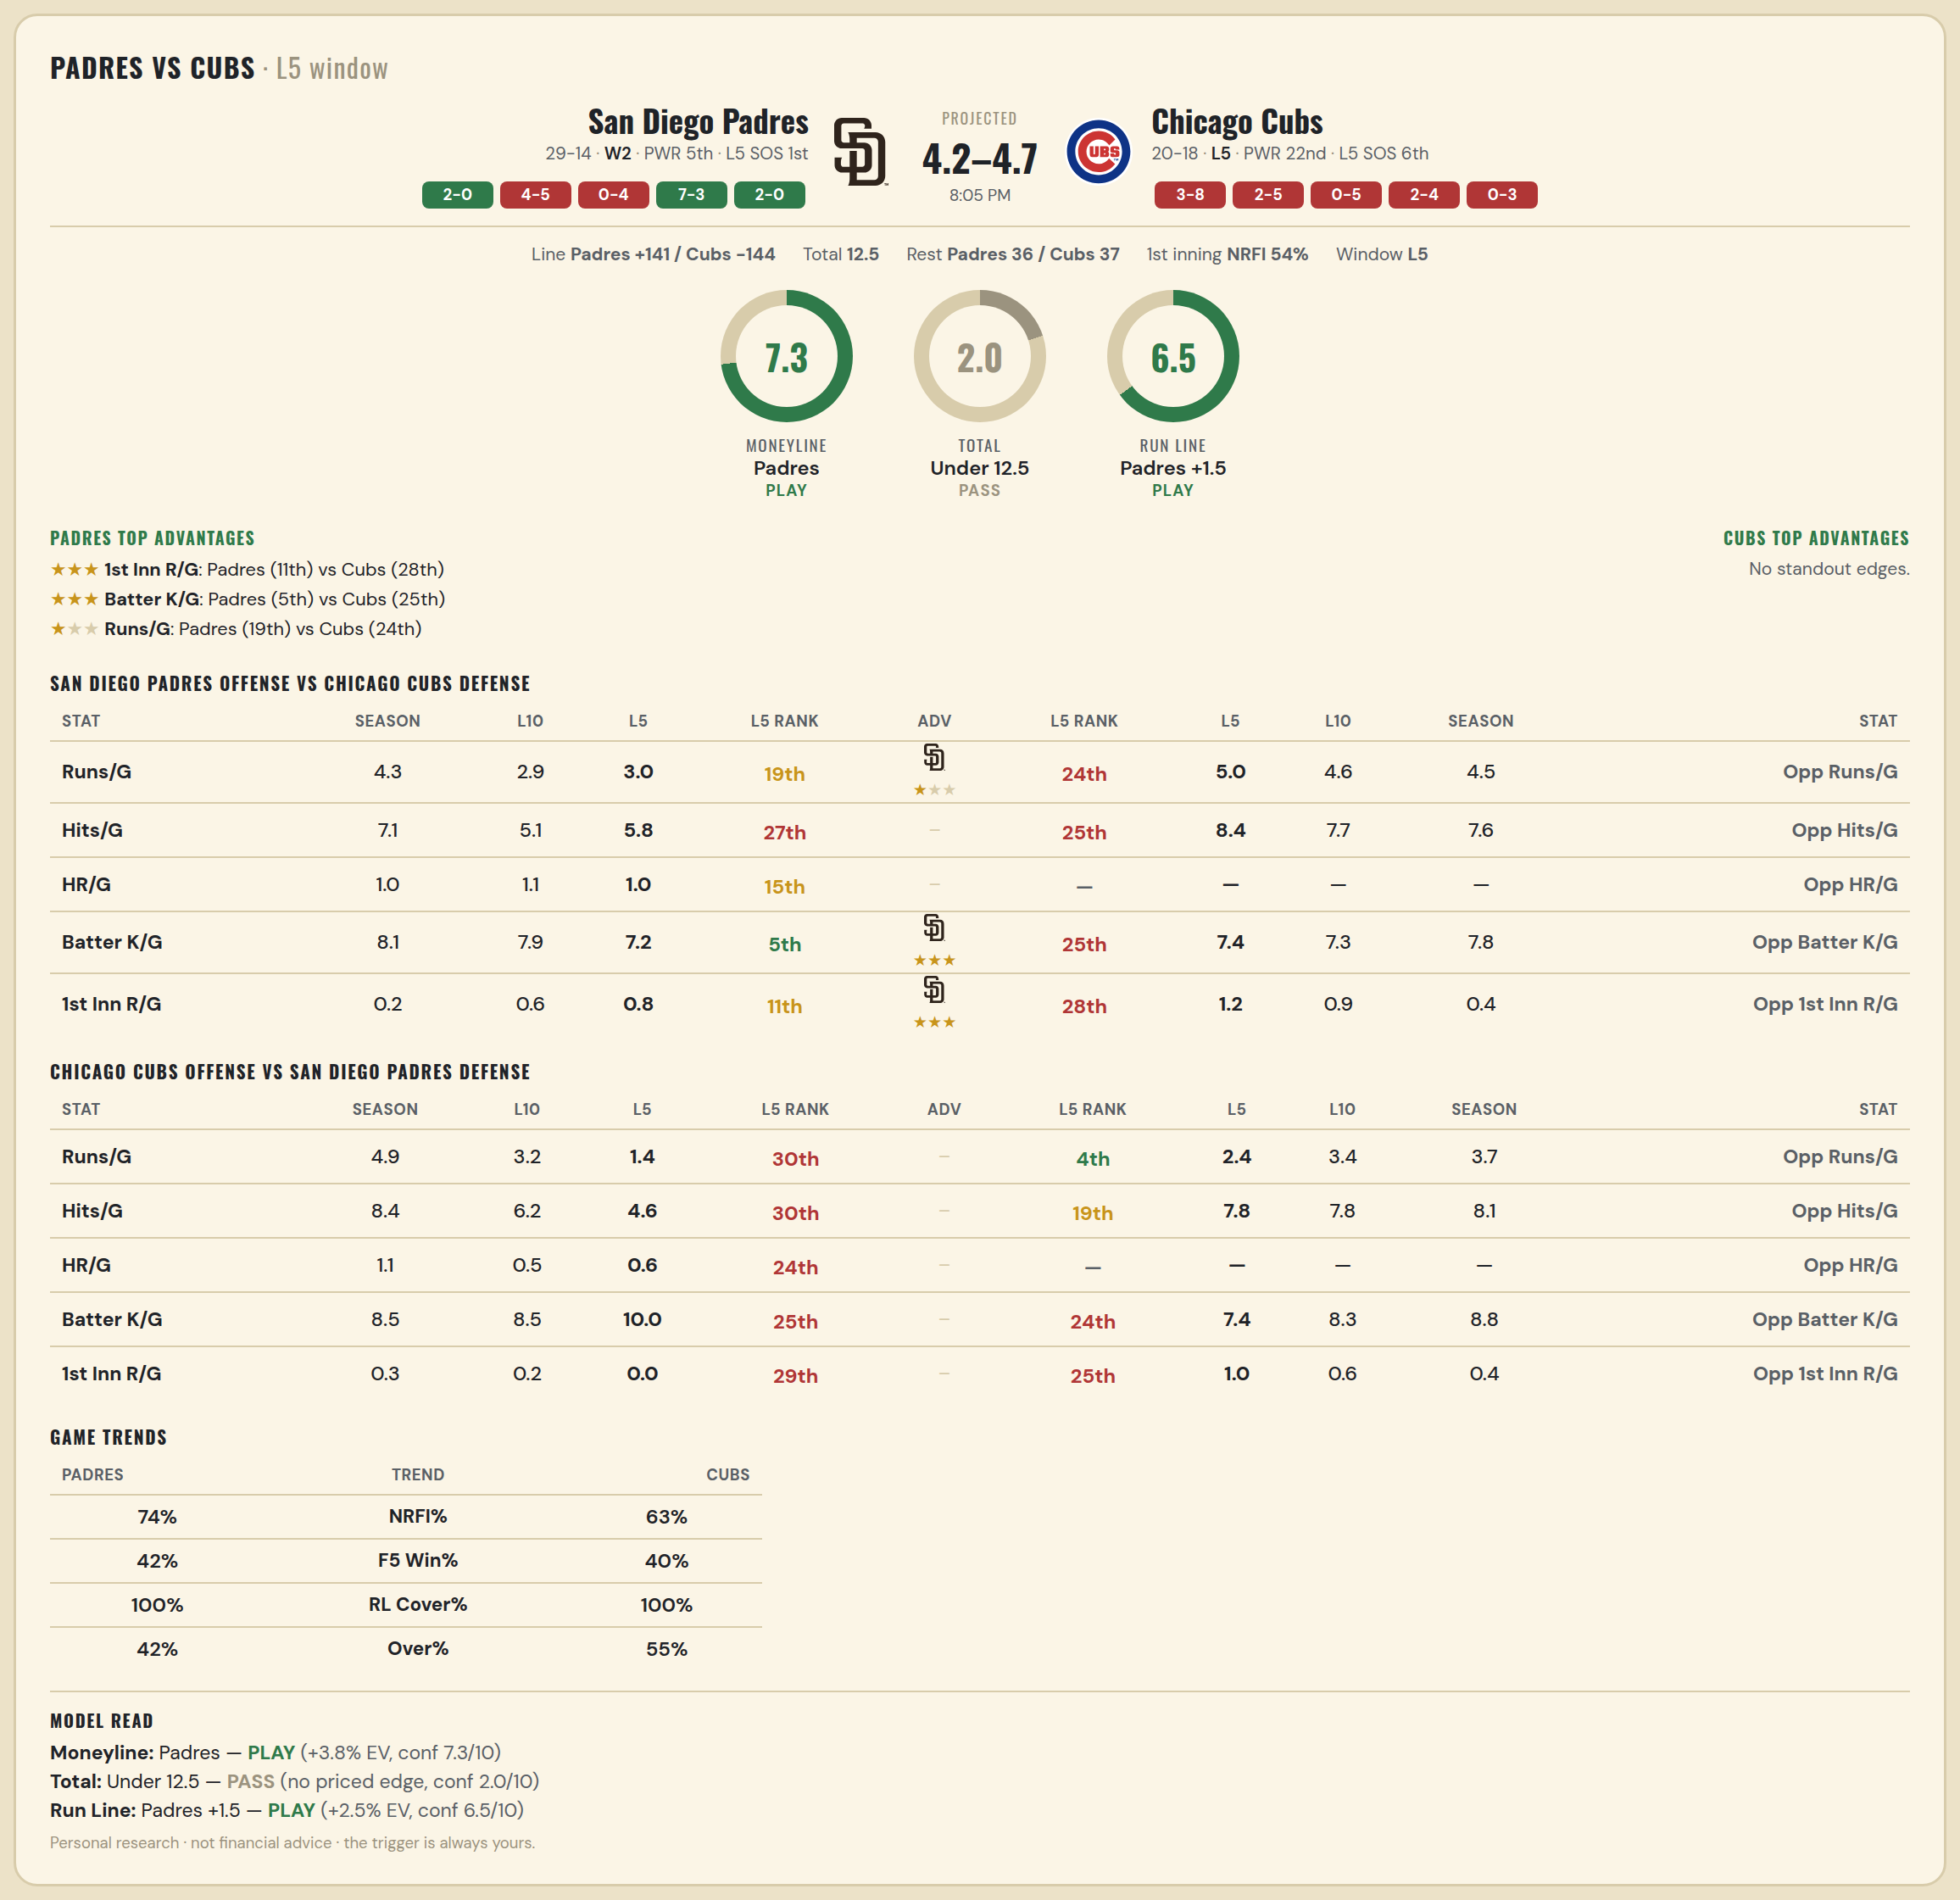 PADRES VS CUBS · L5 window
San Diego Padres
29-14 · W2 · PWR 5th · L5 SOS 1st
2-0 4-5 0-4 7-3 2-0
SD
PROJECTED
4.2–4.7
8:05 PM
CUBS
Chicago Cubs
20-18 · L5 · PWR 22nd · L5 SOS 6th
3-8 2-5 0-5 2-4 0-3
Line Padres +141 / Cubs -144 Total 12.5 Rest Padres 36 / Cubs 37 1st inning NRFI 54% Window L5
7.3 2.0 6.5
MONEYLINE TOTAL RUN LINE
Padres Under 12.5 Padres +1.5
PLAY PASS PLAY
PADRES TOP ADVANTAGES
★★★ 1st Inn R/G: Padres (11th) vs Cubs (28th)
★★★ Batter K/G: Padres (5th) vs Cubs (25th)
★★★ Runs/G: Padres (19th) vs Cubs (24th)
CUBS TOP ADVANTAGES
No standout edges.
SAN DIEGO PADRES OFFENSE VS CHICAGO CUBS DEFENSE
STAT SEASON L10 L5 L5 RANK ADV L5 RANK L5 L10 SEASON STAT
Runs/G 4.3 2.9 3.0 19th SD ★★★ 24th 5.0 4.6 4.5 Opp Runs/G
Hits/G 7.1 5.1 5.8 27th – 25th 8.4 7.7 7.6 Opp Hits/G
HR/G 1.0 1.1 1.0 15th – — — — — Opp HR/G
Batter K/G 8.1 7.9 7.2 5th SD ★★★ 25th 7.4 7.3 7.8 Opp Batter K/G
1st Inn R/G 0.2 0.6 0.8 11th SD ★★★ 28th 1.2 0.9 0.4 Opp 1st Inn R/G
CHICAGO CUBS OFFENSE VS SAN DIEGO PADRES DEFENSE
STAT SEASON L10 L5 L5 RANK ADV L5 RANK L5 L10 SEASON STAT
Runs/G 4.9 3.2 1.4 30th – 4th 2.4 3.4 3.7 Opp Runs/G
Hits/G 8.4 6.2 4.6 30th – 19th 7.8 7.8 8.1 Opp Hits/G
HR/G 1.1 0.5 0.6 24th – — — — — Opp HR/G
Batter K/G 8.5 8.5 10.0 25th – 24th 7.4 8.3 8.8 Opp Batter K/G
1st Inn R/G 0.3 0.2 0.0 29th – 25th 1.0 0.6 0.4 Opp 1st Inn R/G
GAME TRENDS
PADRES TREND CUBS
74% NRFI% 63%
42% F5 Win% 40%
100% RL Cover% 100%
42% Over% 55%
MODEL READ
Moneyline: Padres — PLAY (+3.8% EV, conf 7.3/10)
Total: Under 12.5 — PASS (no priced edge, conf 2.0/10)
Run Line: Padres +1.5 — PLAY (+2.5% EV, conf 6.5/10)
Personal research · not financial advice · the trigger is always yours.